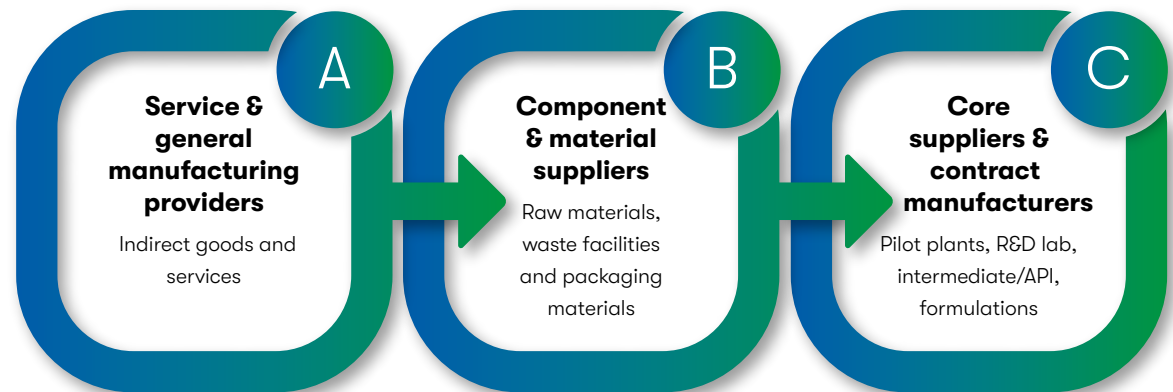 A
Service &
general
manufacturing
providers
Indirect goods and
services
B
Component
& material
suppliers
Raw materials,
waste facilities
and packaging
materials
C
Core
suppliers &
contract
manufacturers
Pilot plants, R&D lab,
intermediate/API,
formulations